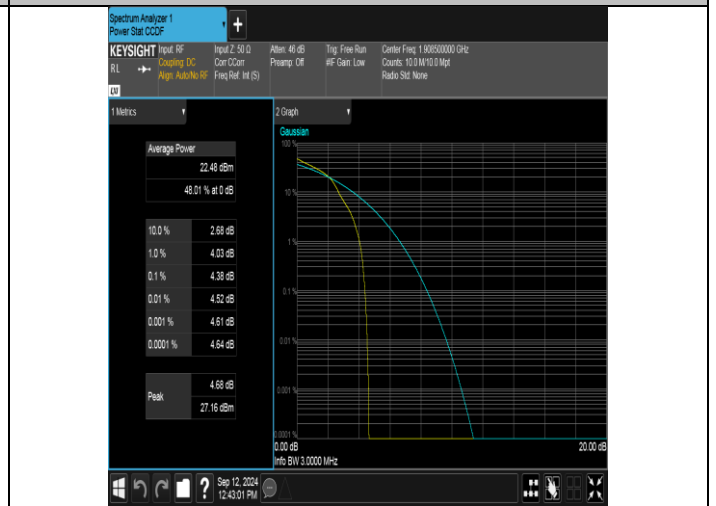 Spectrum Analyzer 1
Power Stat CCDF
+
KEYSIGHT Input: RF Input Z: 50 Ω Atten: 46 dB Trig: Free Run Center Freq: 1.908500000 GHz
RL Coupling: DC Corr CCorr Preamp: Off #IF Gain: Low Counts: 10.0 M/10.0 Mpt
Align: Auto/No RF Freq Ref: Int (S) Radio Std: None
1 Metrics
2 Graph
Gaussian
Average Power
22.48 dBm
48.01 % at 0 dB
10.0 % 2.68 dB
1.0 % 4.03 dB
0.1 % 4.38 dB
0.01 % 4.52 dB
0.001 % 4.61 dB
0.0001 % 4.64 dB
Peak 4.68 dB
27.16 dBm
100 %
10 %
1 %
0.1 %
0.01 %
0.001 %
0.0001 %
0.00 dB 20.00 dB
Info BW 3.0000 MHz
? Sep 12, 2024
12:43:01 PM